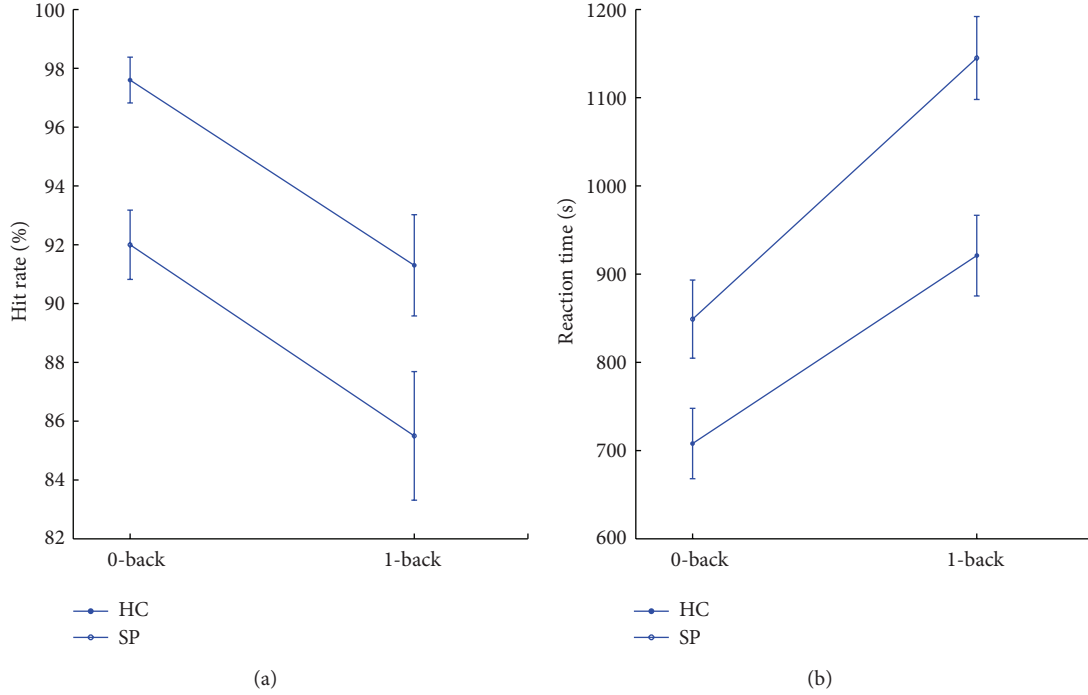 100
98
96
94
92
90
88
86
84
82
Hit rate (%)
0-back
1-back
HC
SP
(a)
1200
1100
1000
900
800
700
600
Reaction time (s)
0-back
1-back
HC
SP
(b)